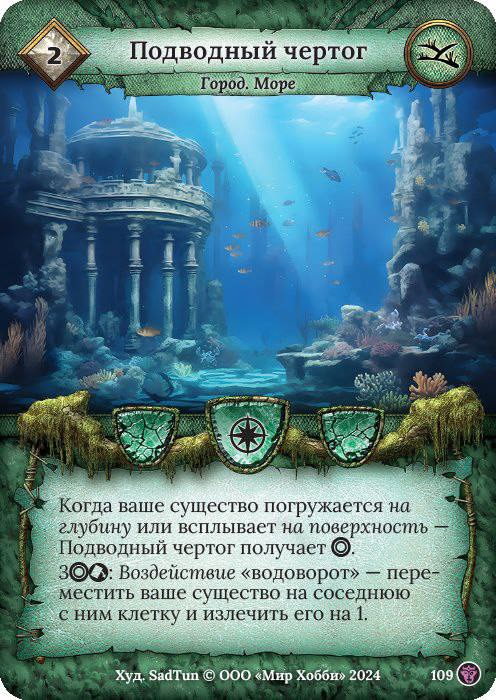 2
Подводный чертог
Город. Море
Когда ваше существо погружается на
глубину или всплывает на поверхность —
Подводный чертог получает .
3: Воздействие «водоворот» — пере-
местить ваше существо на соседнюю
с ним клетку и излечить его на 1.
Худ. SadTun © ООО «Мир Хобби» 2024
109